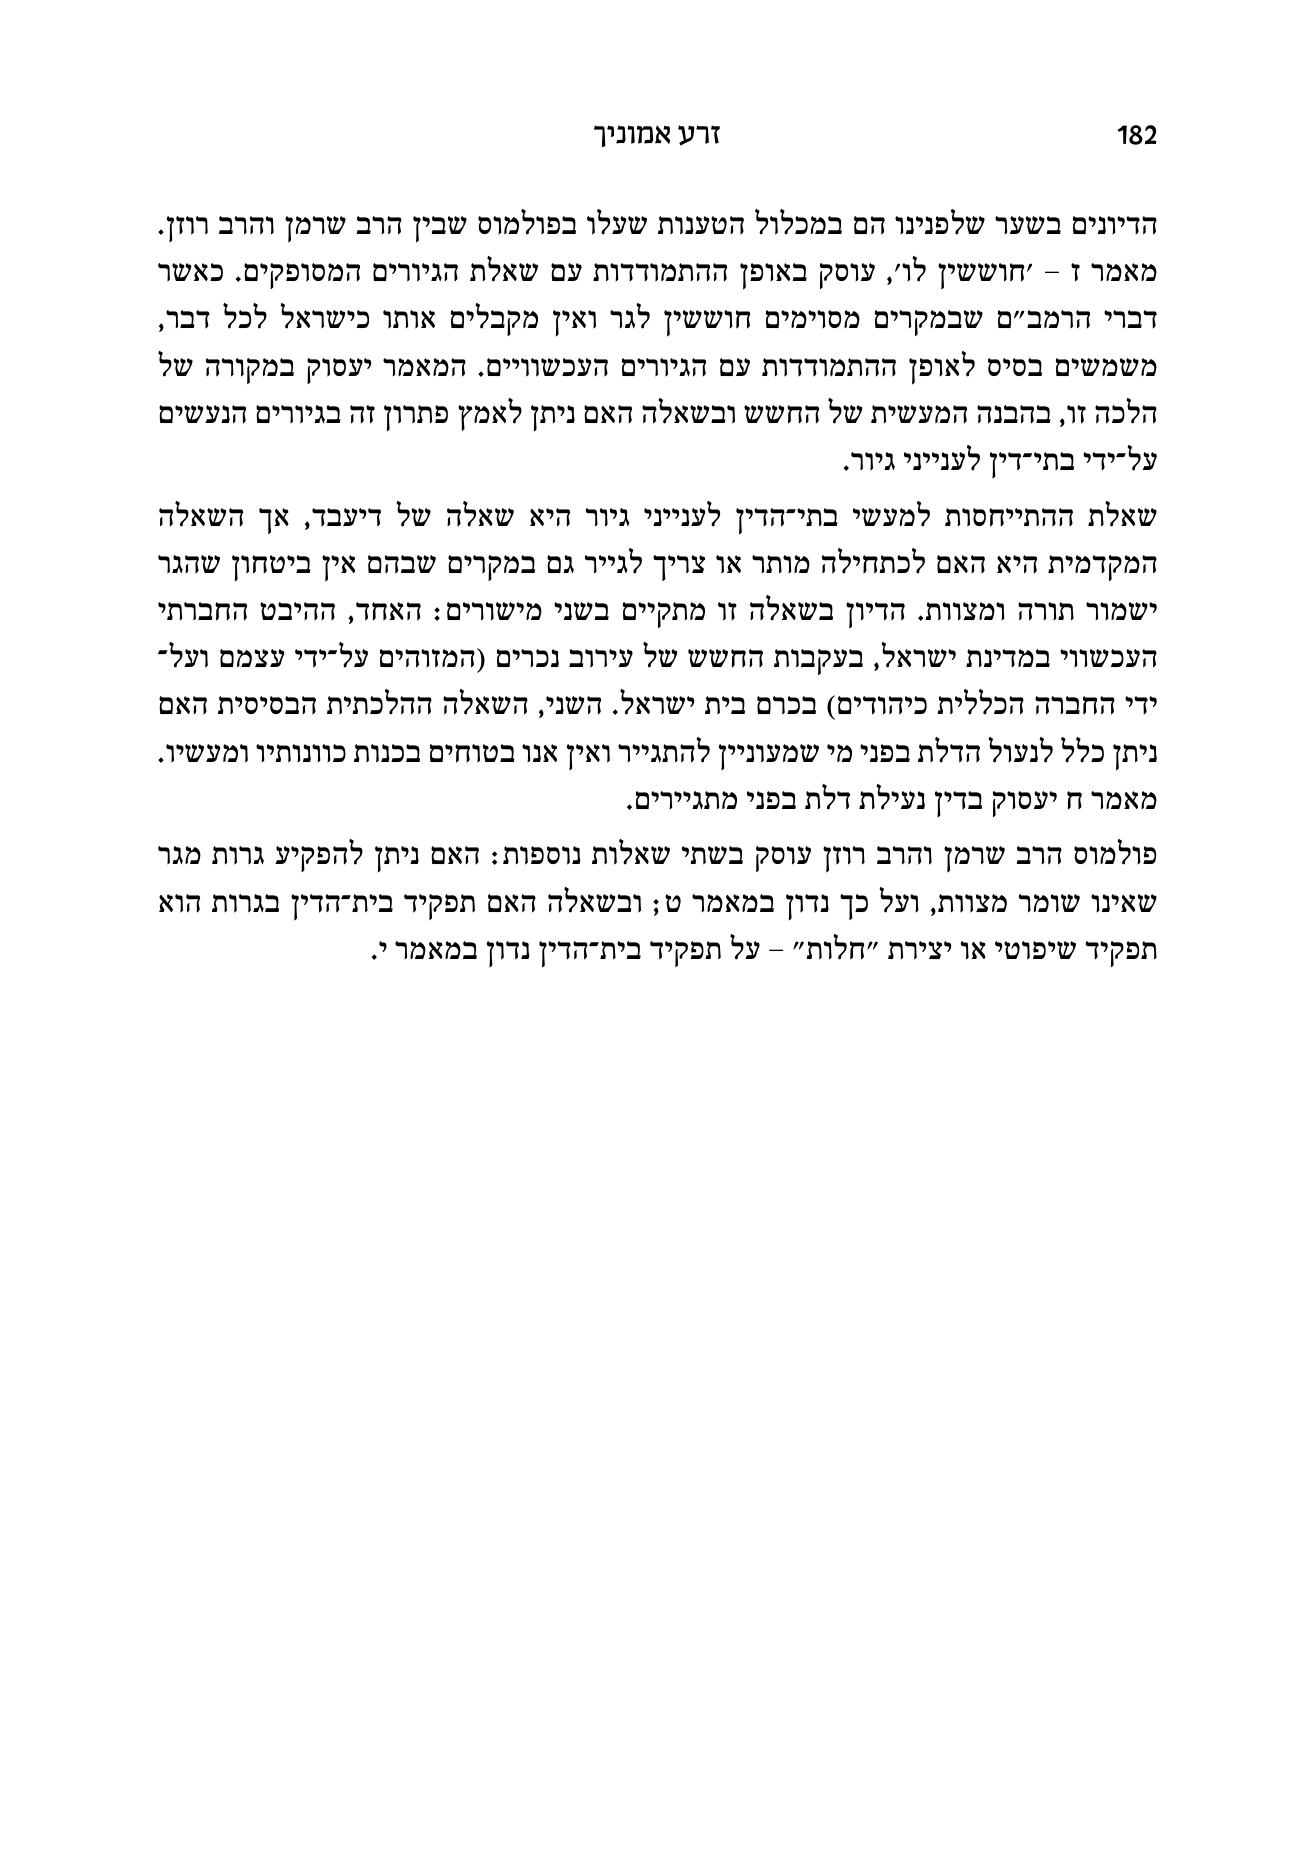 182
זרע אמוניך
הדיונים בשער שלפנינו הם במכלול הטענות שעלו בפולמוס שבין הרב שרמן והרב רוזן.
מאמר ז – ׳חוששין לו׳, עוסק באופן ההתמודדות עם שאלת הגיורים המסופקים. כאשר
דברי הרמב״ם שבמקרים מסוימים חוששין לגר ואין מקבלים אותו כישראל לכל דבר,
משמשים בסיס לאופן ההתמודדות עם הגיורים העכשוויים. המאמר יעסוק במקורה של
הלכה זו, בהבנה המעשית של החשש ובשאלה האם ניתן לאמץ פתרון זה בגיורים הנעשים
על־ידי בתי־דין לענייני גיור.
שאלת ההתייחסות למעשי בתי־הדין לענייני גיור היא שאלה של דיעבד, אך השאלה
המקדמית היא האם לכתחילה מותר או צריך לגייר גם במקרים שבהם אין ביטחון שהגר
ישמור תורה ומצוות. הדיון בשאלה זו מתקיים בשני מישורים: האחד, ההיבט החברתי
העכשווי במדינת ישראל, בעקבות החשש של עירוב נכרים (המזוהים על־ידי עצמם ועל־
ידי החברה הכללית כיהודים) בכרם בית ישראל. השני, השאלה ההלכתית הבסיסית האם
ניתן כלל לנעול הדלת בפני מי שמעוניין להתגייר ואין אנו בטוחים בכנות כוונותיו ומעשיו.
מאמר ח יעסוק בדין נעילת דלת בפני מתגיירים.
פולמוס הרב שרמן והרב רוזן עוסק בשתי שאלות נוספות: האם ניתן להפקיע גרות מגר
שאינו שומר מצוות, ועל כך נדון במאמר ט; ובשאלה האם תפקיד בית־הדין בגרות הוא
תפקיד שיפוטי או יצירת ״חלות״ – על תפקיד בית־הדין נדון במאמר י.